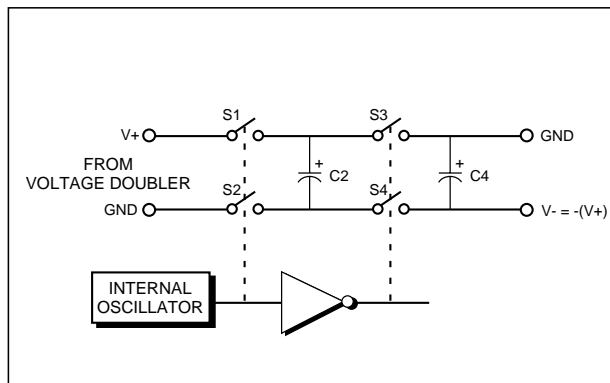 S1
S3
V+
GND
FROM
VOLTAGE DOUBLER
+
C2
+
C4
S2
S4
GND
V- = -(V+)
INTERNAL
OSCILLATOR